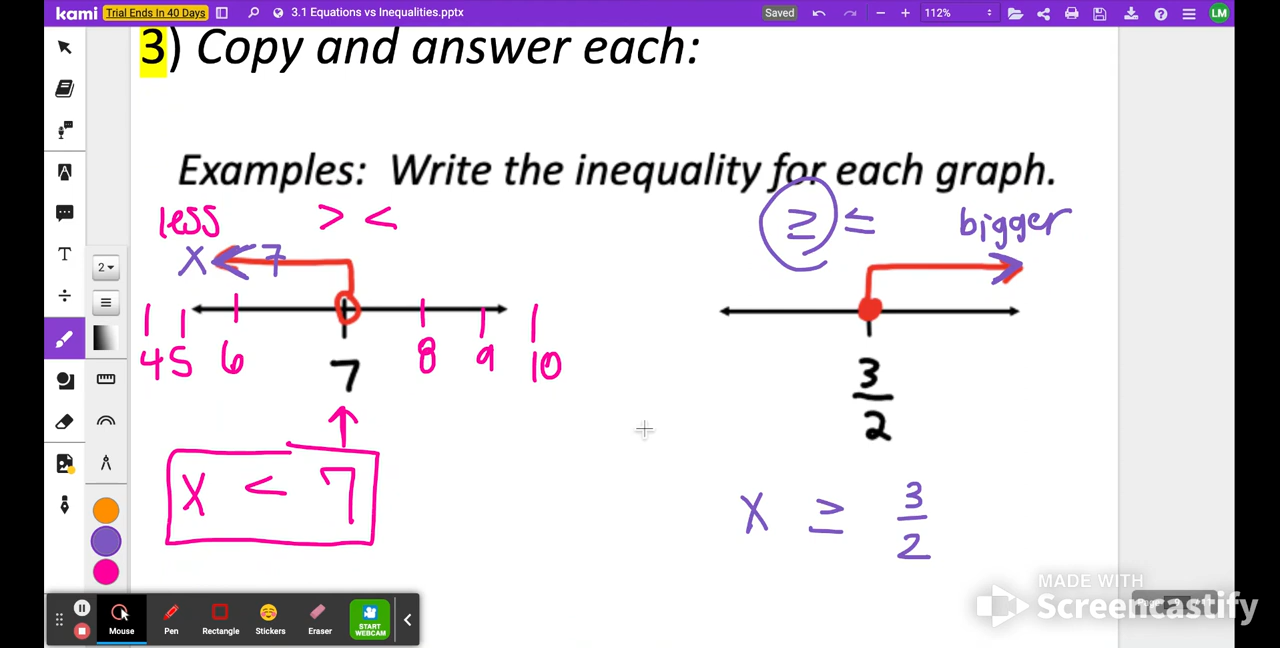 kami Trial Ends In 40 Days 3.1 Equations vs Inequalities.pptx Saved 112% LM
3) Copy and answer each:
Examples: Write the inequality for each graph.
less > < ≥ ≤ bigger
x < 7
4 5 6 7 8 9 10
3
2
x < 7
x ≥ 3
2
2
MADE WITH
Screencastify
Mouse Pen Rectangle Stickers Eraser START
WEBCAM